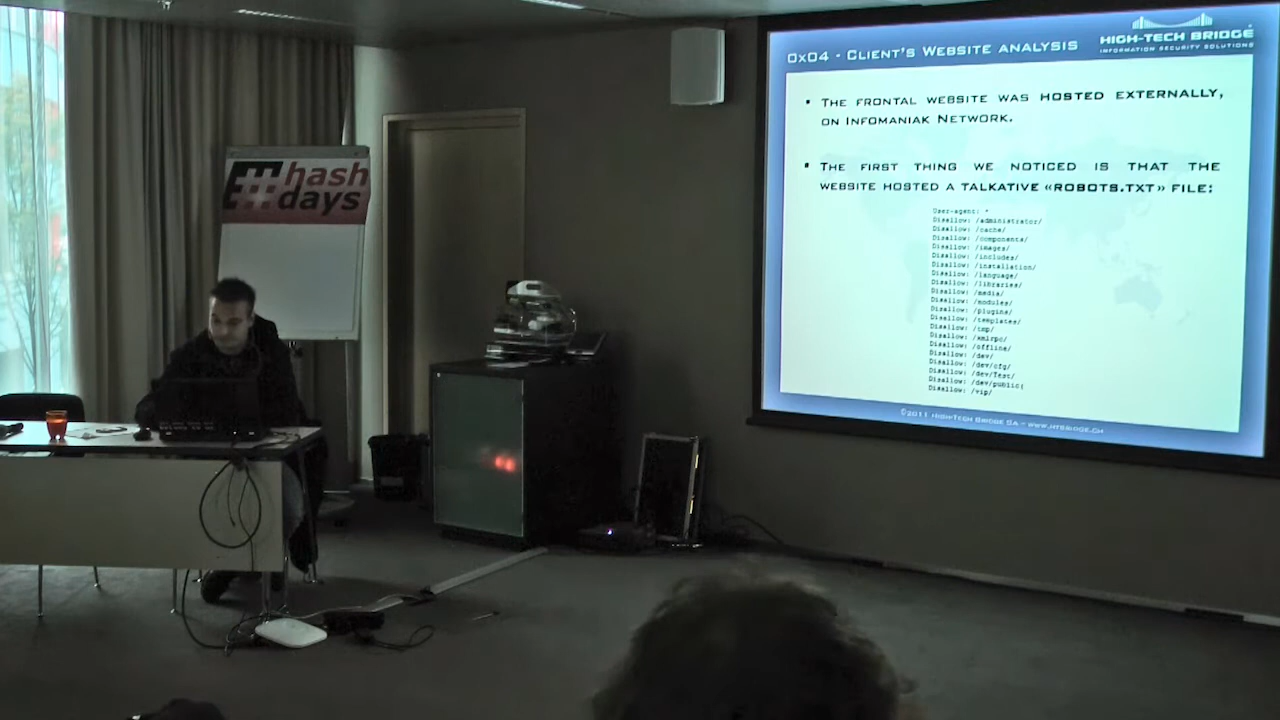 # hash
days
0x04 - Client's Website analysis
HIGH-TECH BRIDGE
INFORMATION SECURITY SOLUTIONS
▪ The frontal website was hosted externally,
on Infomaniak Network.
▪ The first thing we noticed is that the
website hosted a talkative «robots.txt» file:
User-agent: *
Disallow: /administrator/
Disallow: /cache/
Disallow: /components/
Disallow: /images/
Disallow: /includes/
Disallow: /installation/
Disallow: /language/
Disallow: /libraries/
Disallow: /media/
Disallow: /modules/
Disallow: /plugins/
Disallow: /templates/
Disallow: /tmp/
Disallow: /xmlrpc/
Disallow: /offline/
Disallow: /dev/
Disallow: /dev/cfg/
Disallow: /dev/Test/
Disallow: /dev/public(
Disallow: /vip/
©2011 High-Tech Bridge SA – www.htbridge.ch